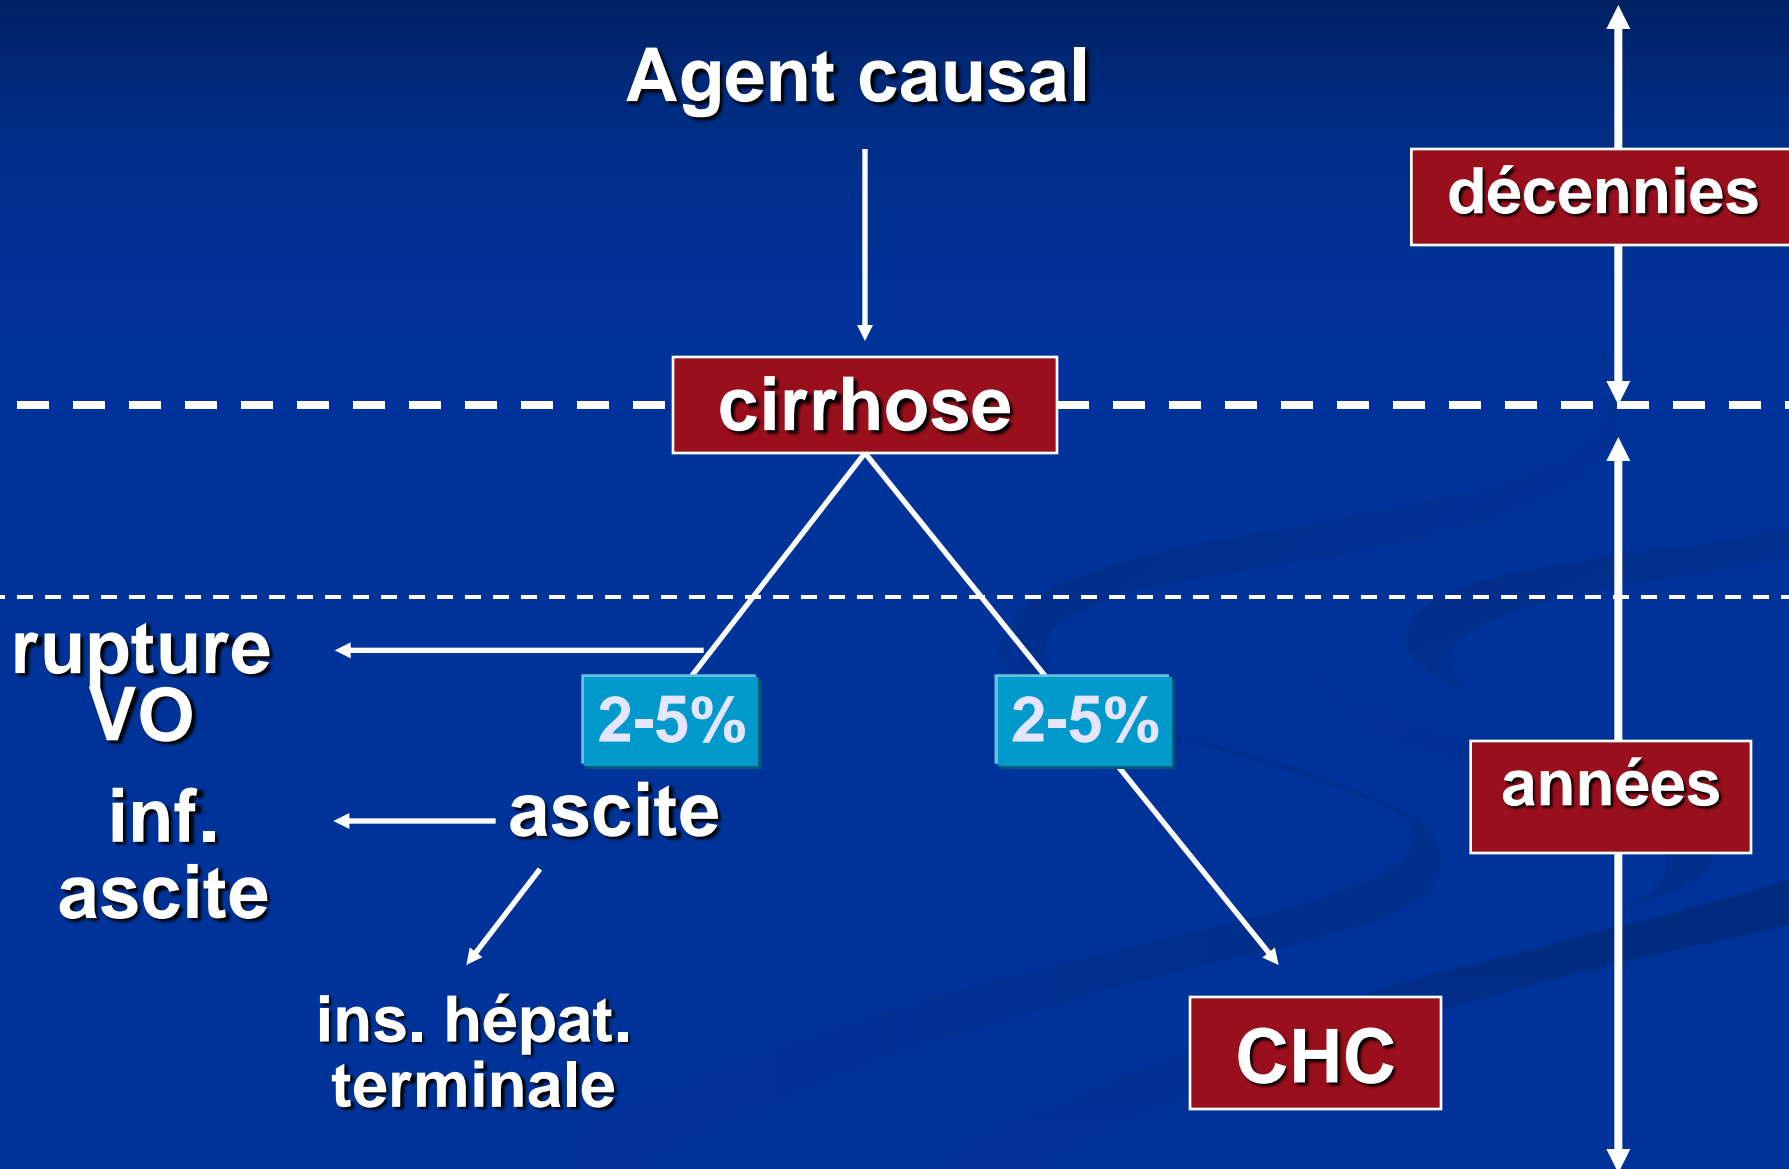 Agent causal
décennies
cirrhose
rupture
VO
2-5%
2-5%
années
inf.
ascite
ascite
ins. hépat.
terminale
CHC